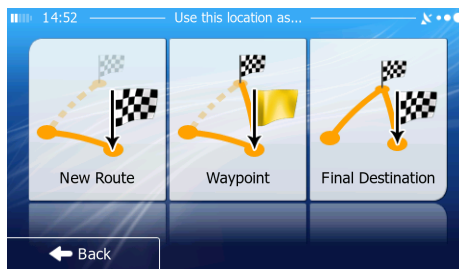 14:52 Use this location as...
New Route Waypoint Final Destination
Back